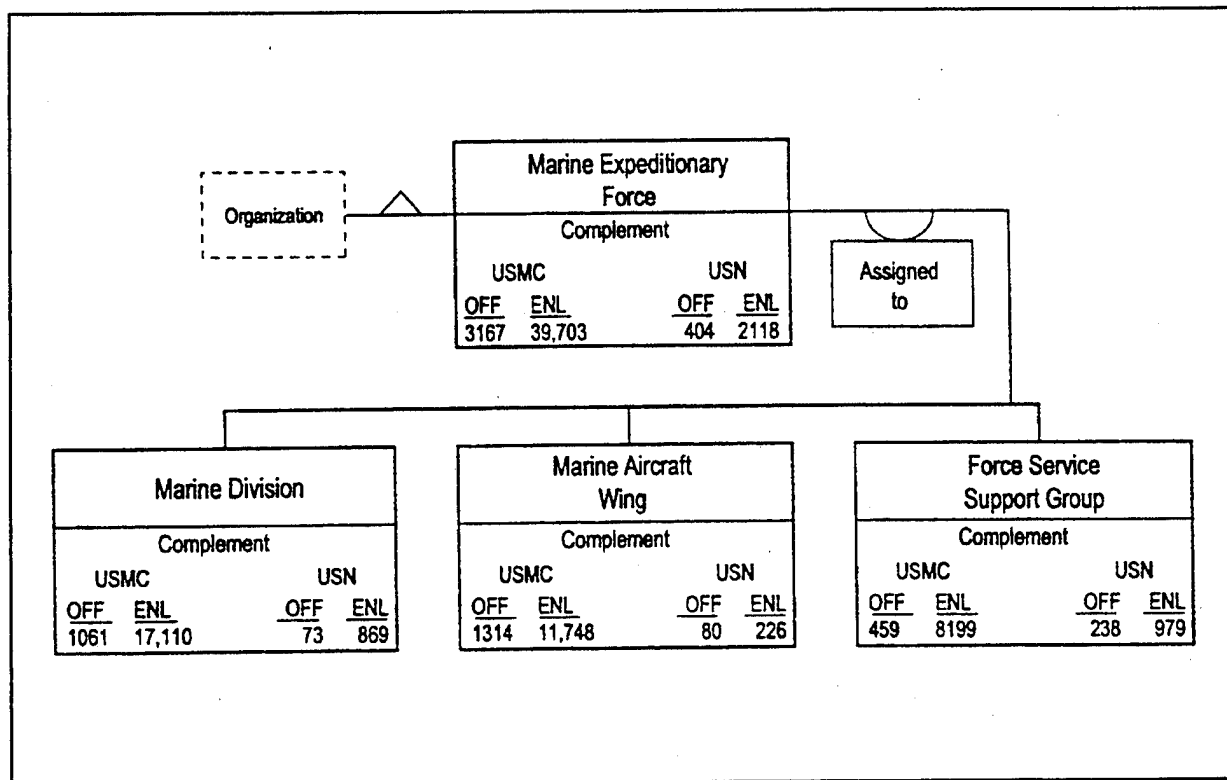 Marine Expeditionary
Force
Organization
Complement
USMC USN
OFF ENL OFF ENL
3167 39,703 404 2118
Assigned
to
Marine Division
Complement
USMC USN
OFF ENL OFF ENL
1061 17,110 73 869
Marine Aircraft
Wing
Complement
USMC USN
OFF ENL OFF ENL
1314 11,748 80 226
Force Service
Support Group
Complement
USMC USN
OFF ENL OFF ENL
459 8199 238 979